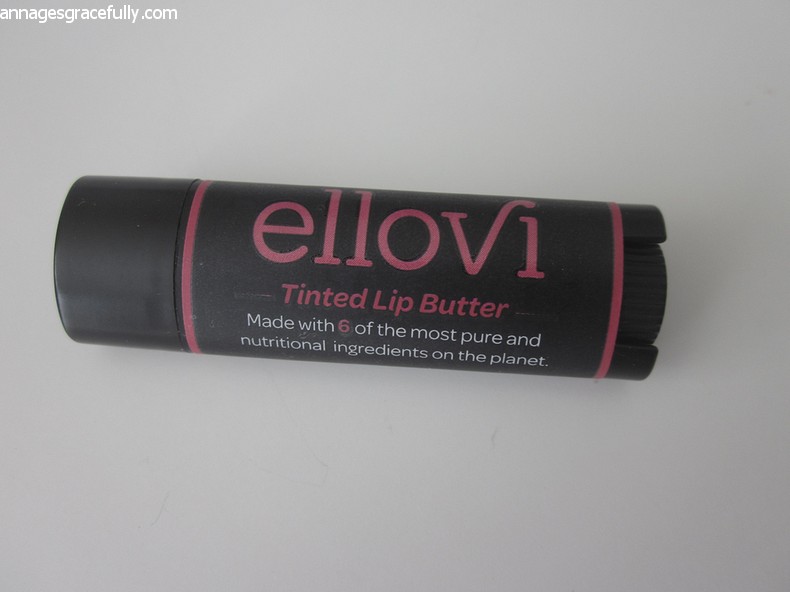 annagesgracefully.com
ellovi
Tinted Lip Butter
Made with 6 of the most pure and
nutritional ingredients on the planet.